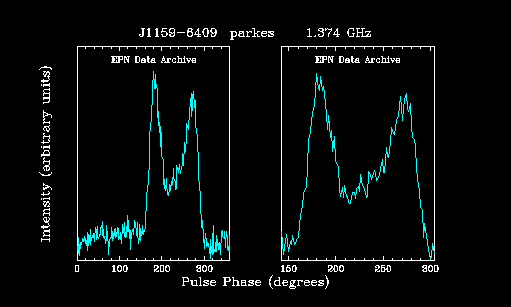 J1159-6409 parkes 1.374 GHz
EPN Data Archive EPN Data Archive
Intensity (arbitrary units)
0 100 200 300 150 200 250 300
Pulse Phase (degrees)